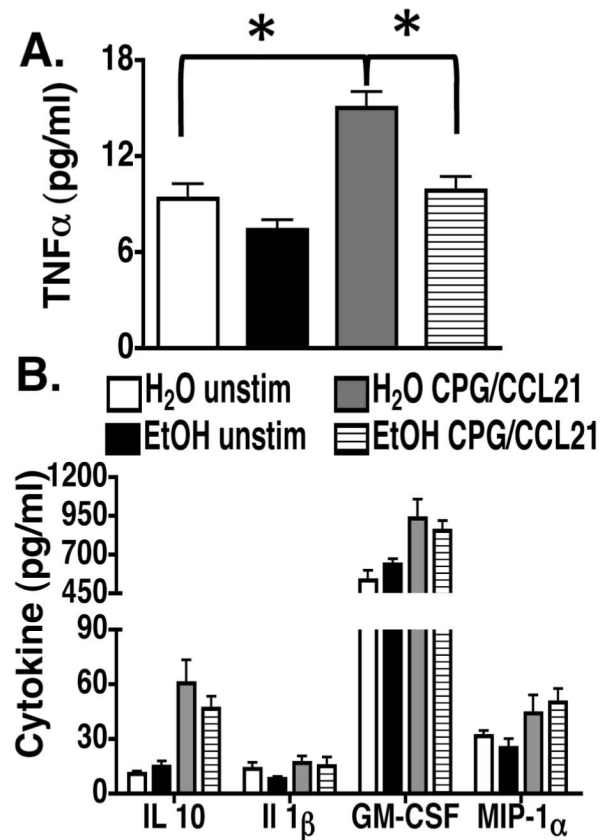 A.
* *
TNFα (pg/ml)
18
12
6
0
B.
H₂O unstim H₂O CPG/CCL21
EtOH unstim EtOH CPG/CCL21
Cytokine (pg/ml)
1200
950
700
450
90
60
30
0
IL 10 Il 1β GM-CSF MIP-1α